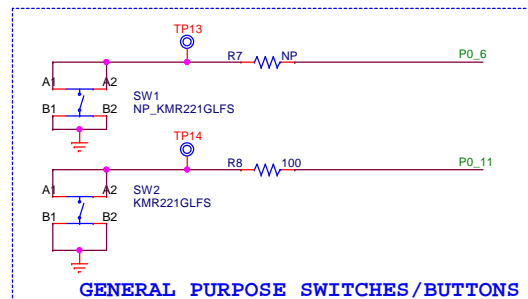 TP13
R7 NP P0_6
A1 A2
SW1
B1 B2
NP_KMR221GLFS
TP14
R8 100 P0_11
A1 A2
SW2
KMR221GLFS
B1 B2
GENERAL PURPOSE SWITCHES/BUTTONS